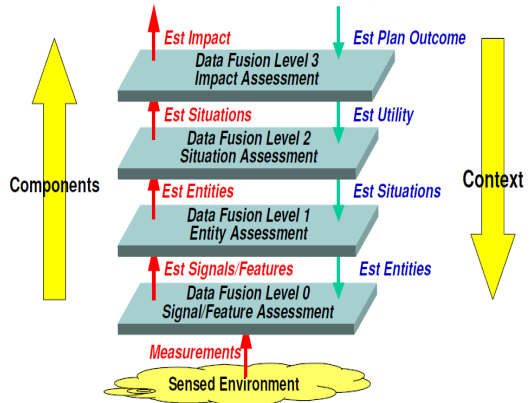 Est Impact
Est Plan Outcome
Data Fusion Level 3
Impact Assessment
Est Situations
Est Utility
Data Fusion Level 2
Situation Assessment
Components
Context
Est Entities
Est Situations
Data Fusion Level 1
Entity Assessment
Est Signals/Features
Est Entities
Data Fusion Level 0
Signal/Feature Assessment
Measurements
Sensed Environment